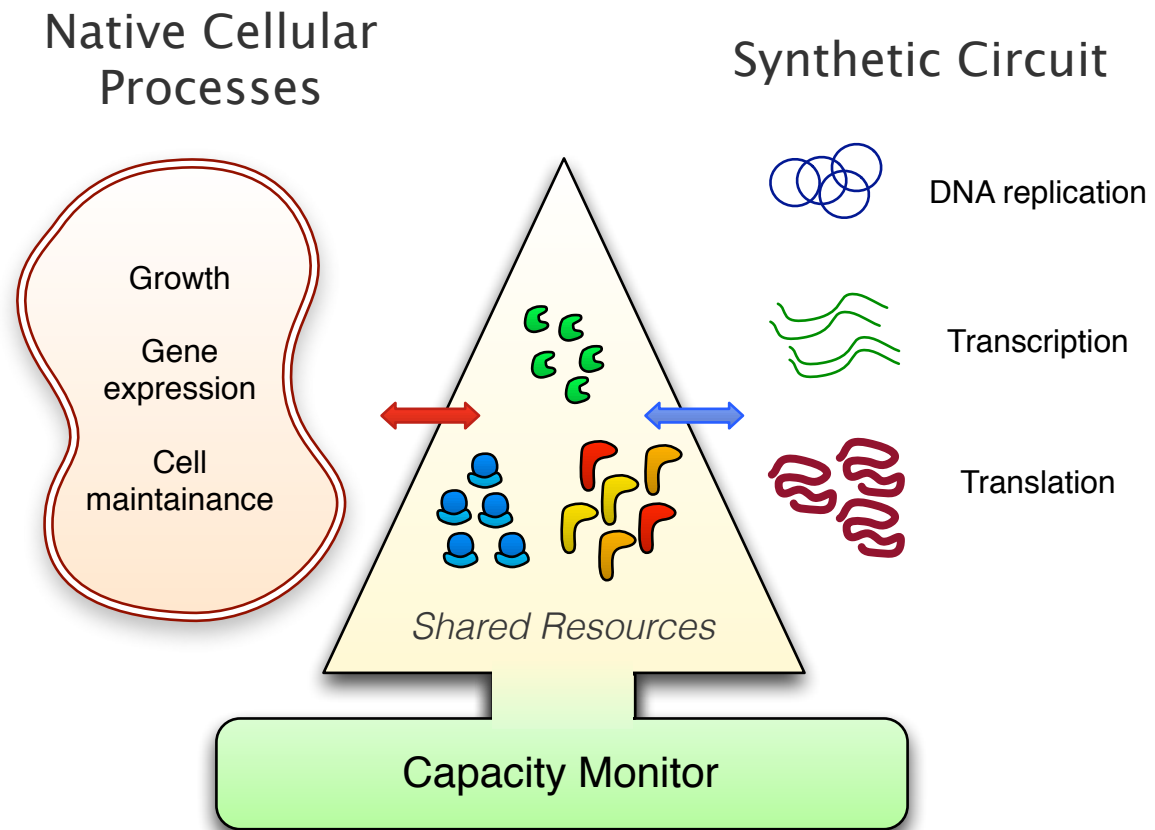 Native Cellular
Processes
Synthetic Circuit
DNA replication
Growth
Gene
expression
Transcription
Cell
maintainance
Translation
Shared Resources
Capacity Monitor